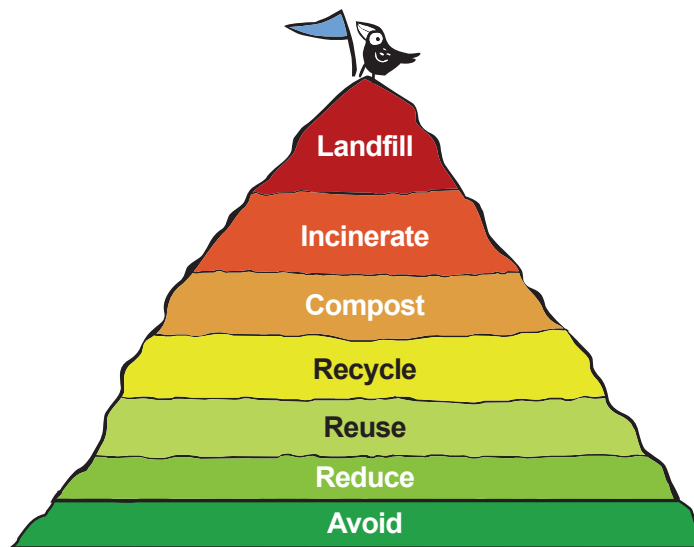 Landfill
Incinerate
Compost
Recycle
Reuse
Reduce
Avoid